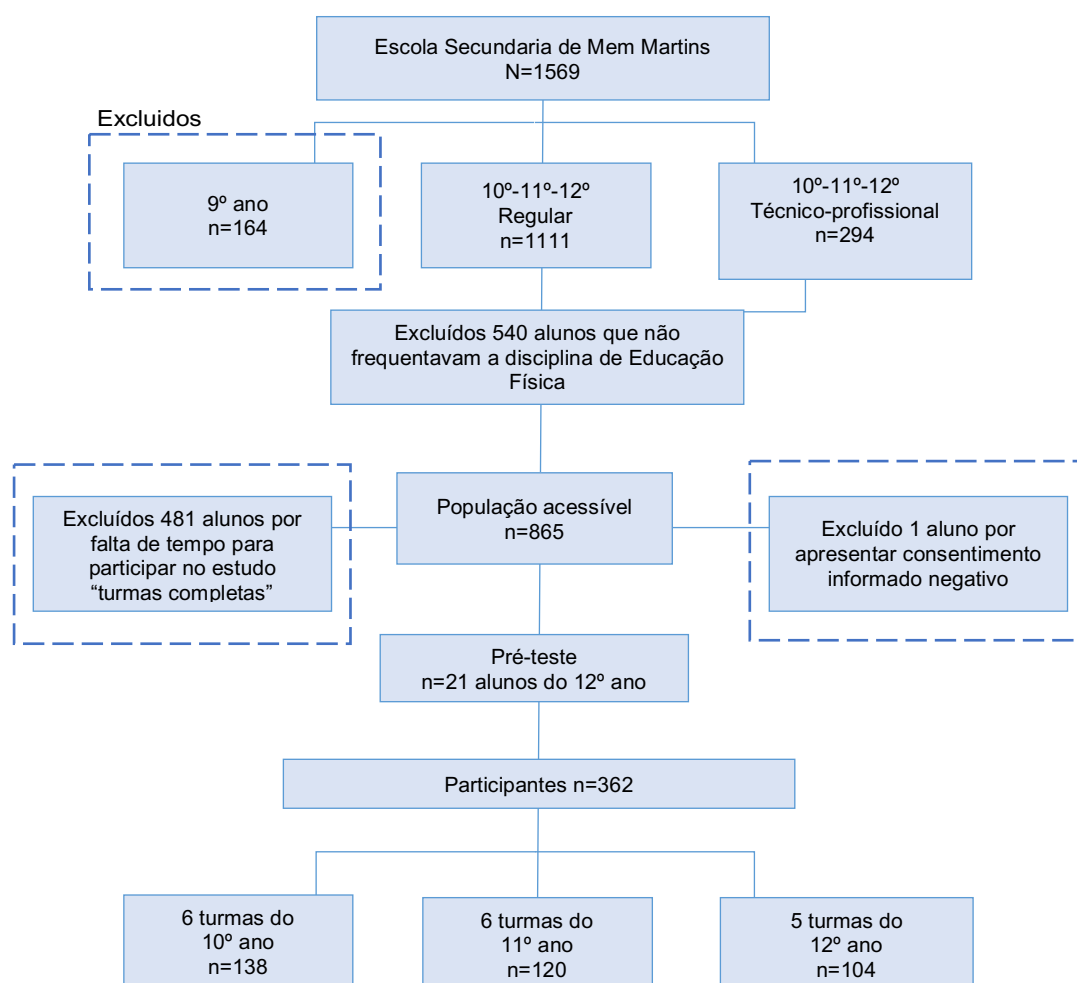 Escola Secundaria de Mem Martins
N=1569
Excluidos
9º ano
n=164
10º-11º-12º
Regular
n=1111
10º-11º-12º
Técnico-profissional
n=294
Excluídos 540 alunos que não
frequentavam a disciplina de Educação
Física
Excluídos 481 alunos por
falta de tempo para
participar no estudo
“turmas completas”
População acessível
n=865
Excluído 1 aluno por
apresentar consentimento
informado negativo
Pré-teste
n=21 alunos do 12º ano
Participantes n=362
6 turmas do
10º ano
n=138
6 turmas do
11º ano
n=120
5 turmas do
12º ano
n=104